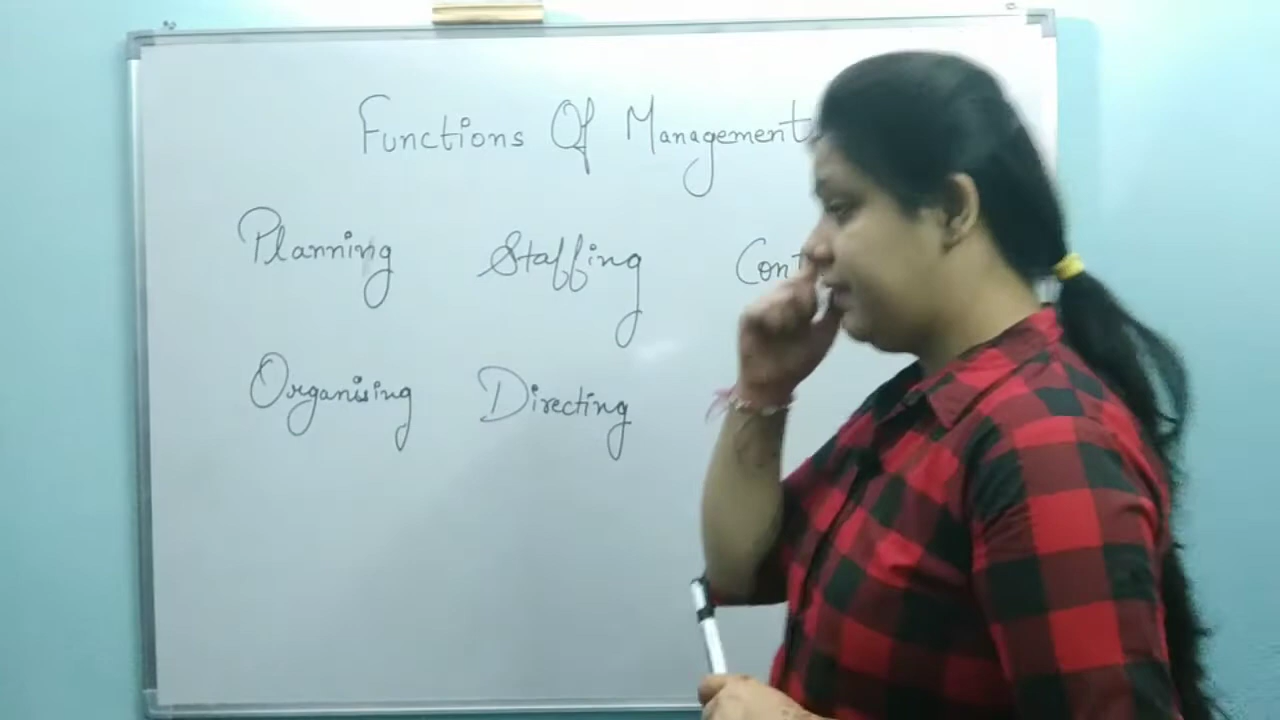 Functions Of Management
Planning Staffing Cont
Organising Directing